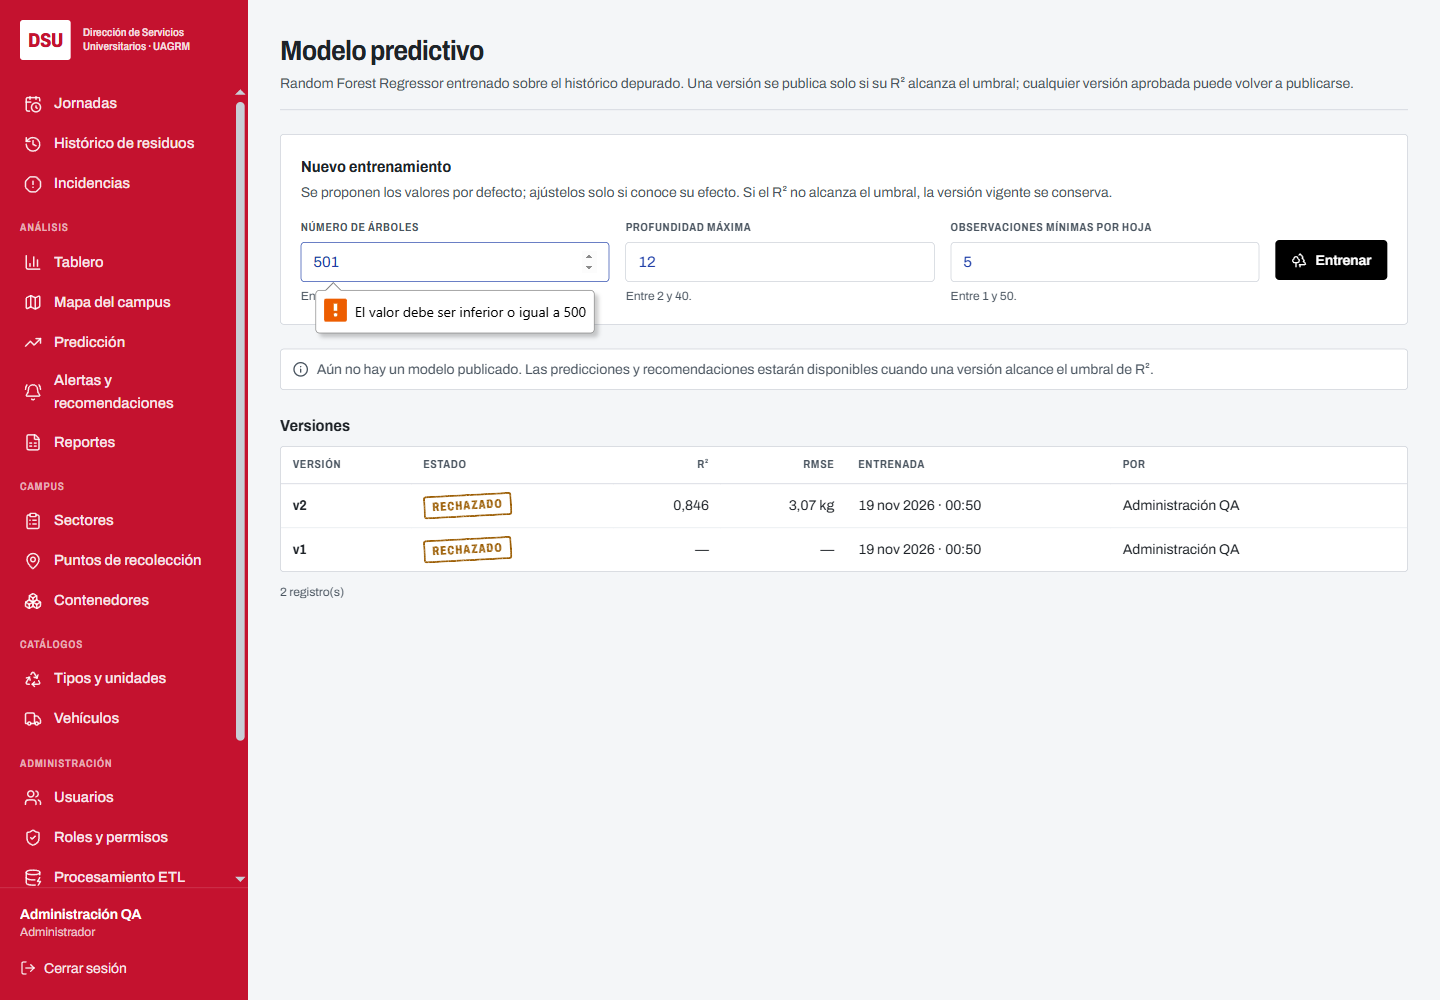 DSU
Dirección de Servicios
Universitarios · UAGRM
Jornadas
Histórico de residuos
Incidencias
ANÁLISIS
Tablero
Mapa del campus
Predicción
Alertas y
recomendaciones
Reportes
CAMPUS
Sectores
Puntos de recolección
Contenedores
CATÁLOGOS
Tipos y unidades
Vehículos
ADMINISTRACIÓN
Usuarios
Roles y permisos
Procesamiento ETL
Administración QA
Administrador
Cerrar sesión
Modelo predictivo
Random Forest Regressor entrenado sobre el histórico depurado. Una versión se publica solo si su R² alcanza el umbral; cualquier versión aprobada puede volver a publicarse.
Nuevo entrenamiento
Se proponen los valores por defecto; ajústelos solo si conoce su efecto. Si el R² no alcanza el umbral, la versión vigente se conserva.
NÚMERO DE ÁRBOLES PROFUNDIDAD MÁXIMA OBSERVACIONES MÍNIMAS POR HOJA
501 12 5 Entrenar
En Entre 2 y 40. Entre 1 y 50.
El valor debe ser inferior o igual a 500
Aún no hay un modelo publicado. Las predicciones y recomendaciones estarán disponibles cuando una versión alcance el umbral de R².
Versiones
VERSIÓN ESTADO R² RMSE ENTRENADA POR
v2 RECHAZADO 0,846 3,07 kg 19 nov 2026 · 00:50 Administración QA
v1 RECHAZADO — — 19 nov 2026 · 00:50 Administración QA
2 registro(s)